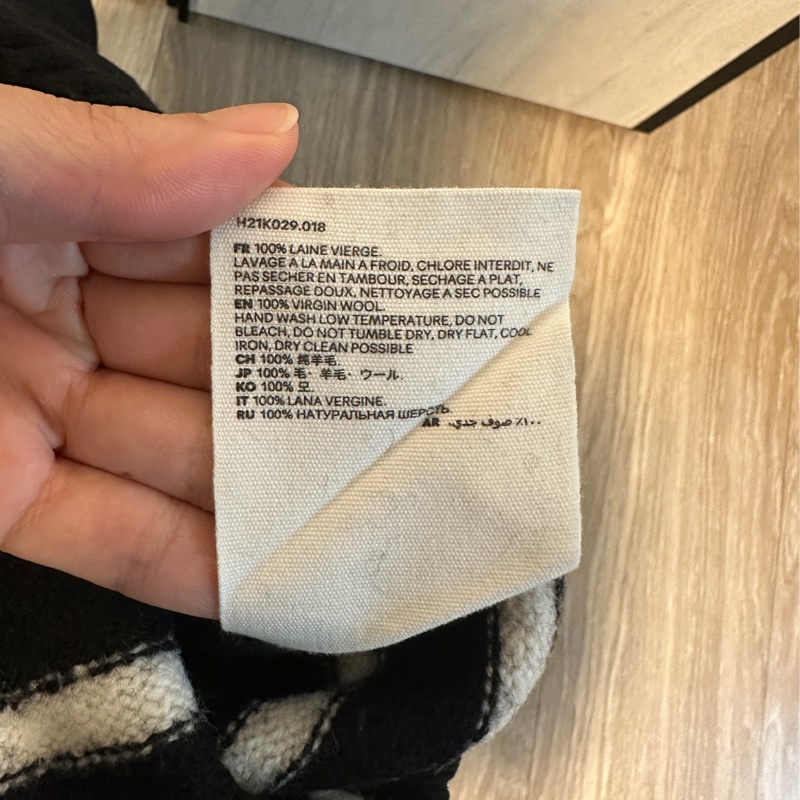 H21K029.018
FR 100% LAINE VIERGE.
LAVAGE A LA MAIN A FROID, CHLORE INTERDIT, NE
PAS SECHER EN TAMBOUR, SECHAGE A PLAT,
REPASSAGE DOUX, NETTOYAGE A SEC POSSIBLE
EN 100% VIRGIN WOOL.
HAND WASH LOW TEMPERATURE, DO NOT
BLEACH, DO NOT TUMBLE DRY, DRY FLAT, COOL
IRON, DRY CLEAN POSSIBLE
CH 100% 纯羊毛.
JP 100% 毛・羊毛・ウール.
KO 100% 모.
IT 100% LANA VERGINE.
RU 100% НАТУРАЛЬНАЯ ШЕРСТЬ.
AR ٪١٠٠ صوف جدي.